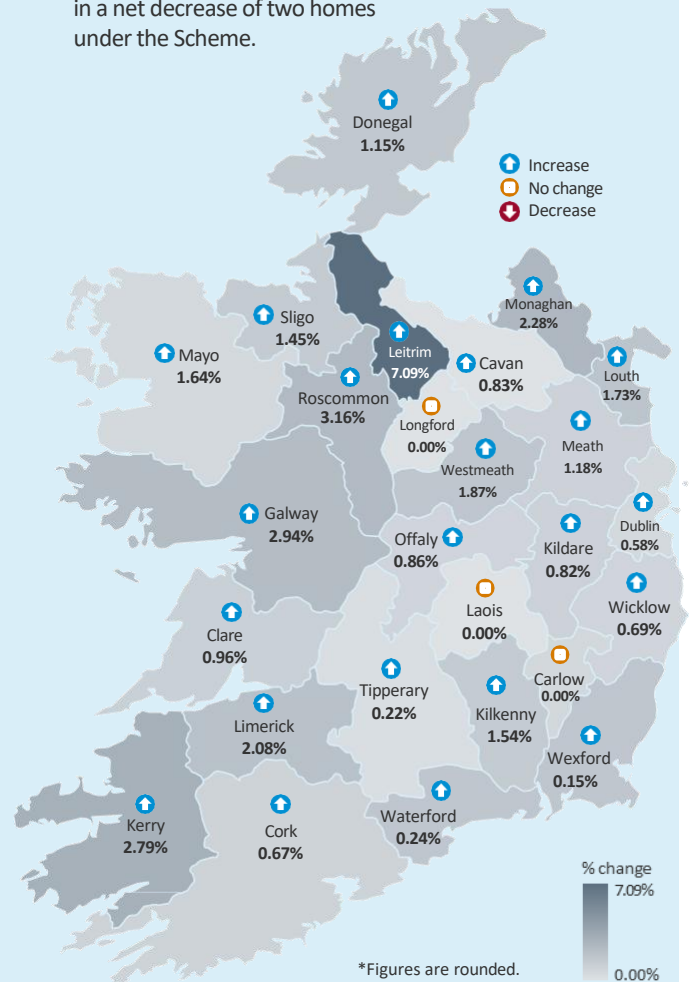 in a net decrease of two homes
under the Scheme.
Donegal
1.15%
Increase
No change
Decrease
Monaghan
2.28%
Sligo
1.45%
Mayo
1.64%
Leitrim
7.09%
Cavan
0.83%
Louth
1.73%
Roscommon
3.16%
Longford
0.00%
Meath
1.18%
Westmeath
1.87%
Galway
2.94%
Offaly
0.86%
Kildare
0.82%
Dublin
0.58%
Laois
0.00%
Wicklow
0.69%
Clare
0.96%
Carlow
0.00%
Tipperary
0.22%
Kilkenny
1.54%
Limerick
2.08%
Wexford
0.15%
Kerry
2.79%
Cork
0.67%
Waterford
0.24%
% change
7.09%
0.00%
*Figures are rounded.